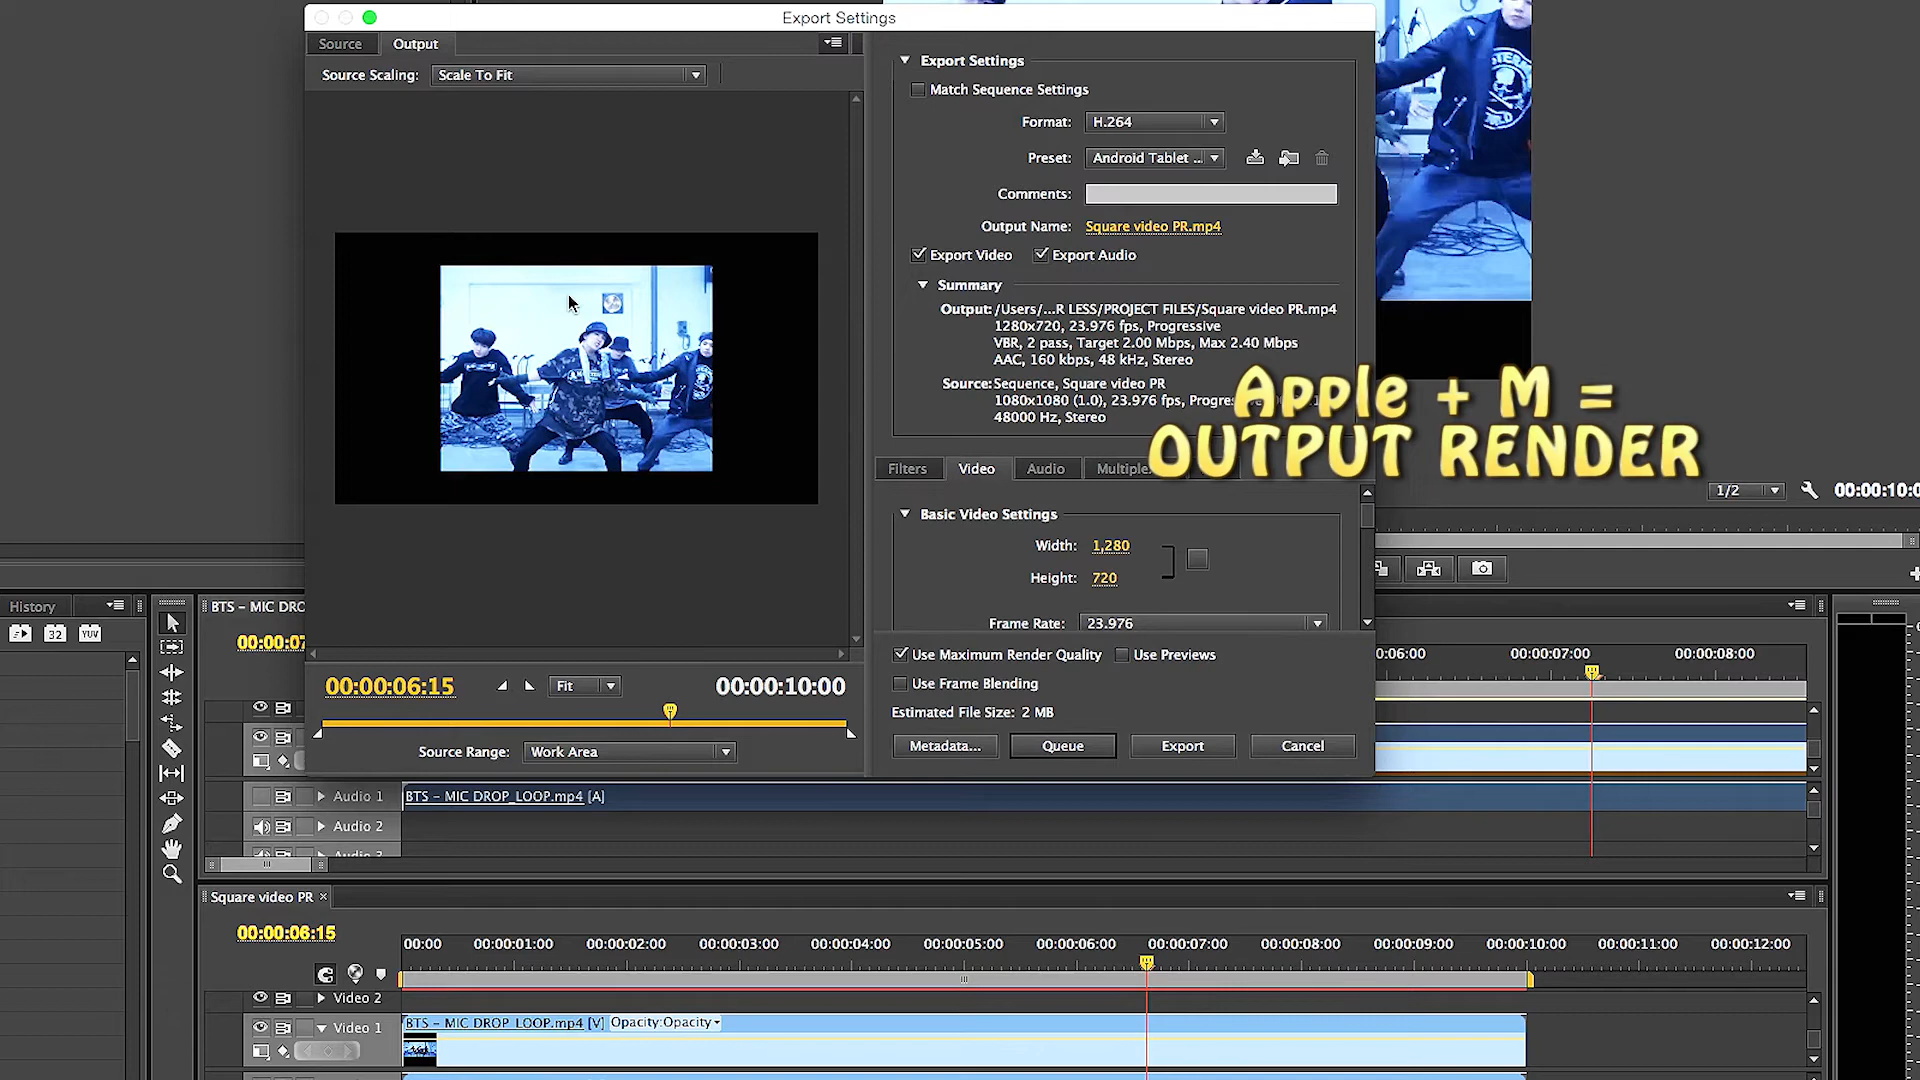 Export Settings
Source
Output
Source Scaling:
Scale To Fit
Export Settings
Match Sequence Settings
Format:
H.264
Preset:
Android Tablet ...
Comments:
Output Name:
Square video PR.mp4
Export Video
Export Audio
Summary
Output: /Users/...R LESS/PROJECT FILES/Square video PR.mp4
1280x720, 23.976 fps, Progressive
VBR, 2 pass, Target 2.00 Mbps, Max 2.40 Mbps
AAC, 160 kbps, 48 kHz, Stereo
Source: Sequence, Square video PR
1080x1080 (1.0), 23.976 fps, Progre
48000 Hz, Stereo
Apple + M =
OUTPUT RENDER
Filters
Video
Audio
Multiple
1/2
00:00:10:0
Basic Video Settings
Width:
1,280
Height:
720
Frame Rate:
23.976
Use Maximum Render Quality
Use Previews
Use Frame Blending
Estimated File Size: 2 MB
Metadata...
Queue
Export
Cancel
00:00:06:15
Fit
00:00:10:00
Source Range:
Work Area
History
32
YUV
BTS - MIC DRO
00:00:07
0:06:00
00:00:07:00
00:00:08:00
Audio 1
BTS - MIC DROP_LOOP.mp4 [A]
Audio 2
Audio 3
Square video PR
00:00:06:15
00:00
00:00:01:00
00:00:02:00
00:00:03:00
00:00:04:00
00:00:05:00
00:00:06:00
00:00:07:00
00:00:08:00
00:00:09:00
00:00:10:00
00:00:11:00
00:00:12:00
Video 2
Video 1
BTS - MIC DROP_LOOP.mp4 [V]
Opacity:Opacity